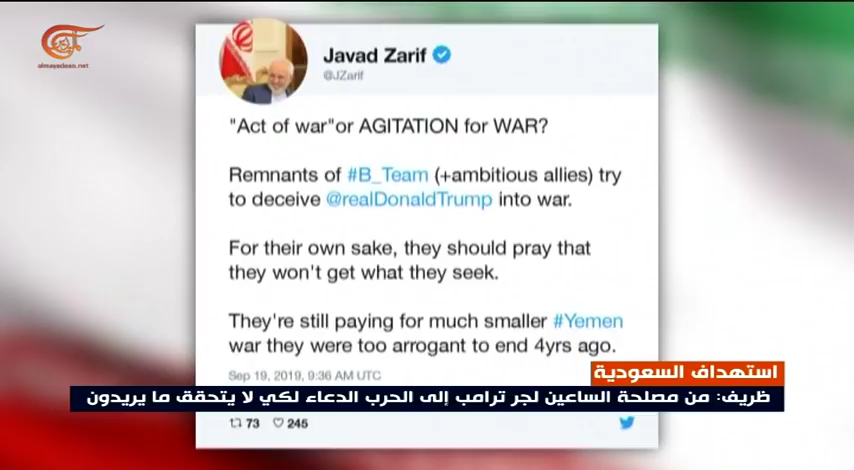 الميادين
almayadeen.net
Javad Zarif
@JZarif
"Act of war"or AGITATION for WAR?
Remnants of #B_Team (+ambitious allies) try
to deceive @realDonaldTrump into war.
For their own sake, they should pray that
they won't get what they seek.
They're still paying for much smaller #Yemen
war they were too arrogant to end 4yrs ago.
Sep 19, 2019, 9:36 AM UTC
استهداف السعودية
ظريف: من مصلحة الساعين لجر ترامب إلى الحرب الدعاء لكي لا يتحقق ما يريدون
73 245